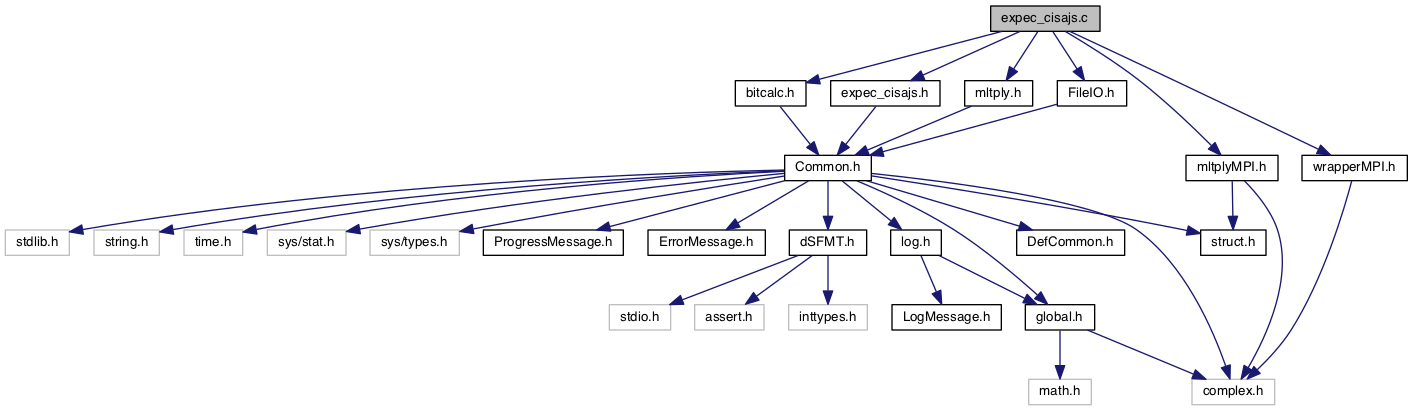 expec_cisajs.c
bitcalc.h
expec_cisajs.h
mltply.h
FileIO.h
Common.h
mltplyMPI.h
wrapperMPI.h
stdlib.h
string.h
time.h
sys/stat.h
sys/types.h
ProgressMessage.h
ErrorMessage.h
dSFMT.h
log.h
DefCommon.h
struct.h
stdio.h
assert.h
inttypes.h
LogMessage.h
global.h
math.h
complex.h